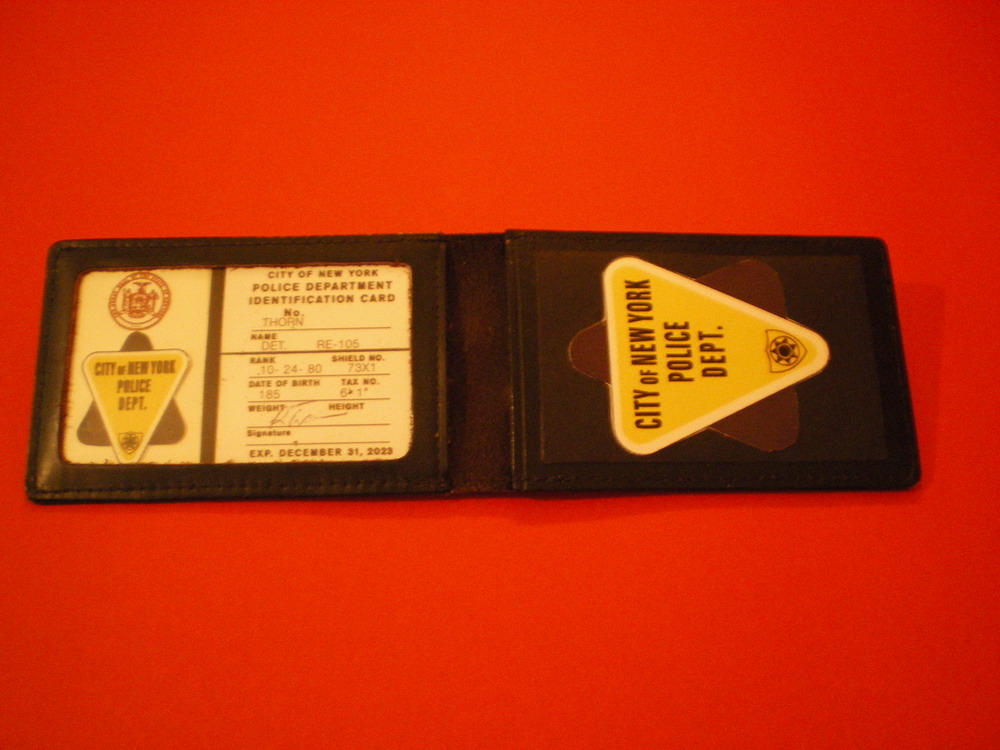 CITY OF NEW YORK
POLICE
DEPT.
CITY OF NEW YORK
POLICE DEPARTMENT
IDENTIFICATION CARD
No.
THORN
NAME
DET. RE-105
RANK SHIELD NO.
10- 24- 80 73X1
DATE OF BIRTH TAX NO.
185 6' 1"
WEIGHT HEIGHT
Signature
EXP. DECEMBER 31, 2023
CITY OF NEW YORK
POLICE
DEPT.